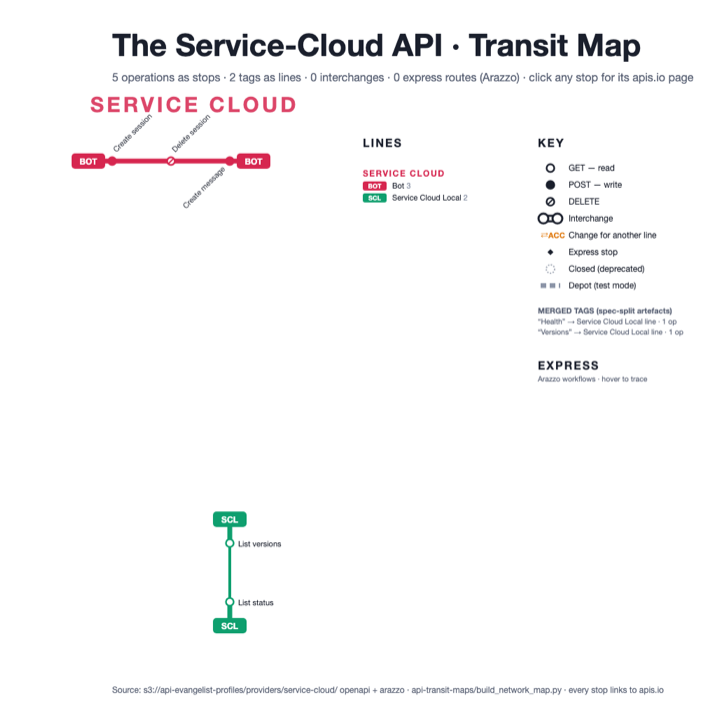 The Service-Cloud API · Transit Map
5 operations as stops · 2 tags as lines · 0 interchanges · 0 express routes (Arazzo) · click any stop for its apis.io page
SERVICE CLOUD
Create session
Delete session
BOT
BOT
Create message
LINES
SERVICE CLOUD
BOT Bot 3
SCL Service Cloud Local 2
KEY
GET — read
POST — write
DELETE
Interchange
⇄ACC Change for another line
Express stop
Closed (deprecated)
Depot (test mode)
MERGED TAGS (spec-split artefacts)
"Health" → Service Cloud Local line · 1 op
"Versions" → Service Cloud Local line · 1 op
EXPRESS
Arazzo workflows · hover to trace
SCL
List versions
List status
SCL
Source: s3://api-evangelist-profiles/providers/service-cloud/ openapi + arazzo · api-transit-maps/build_network_map.py · every stop links to apis.io